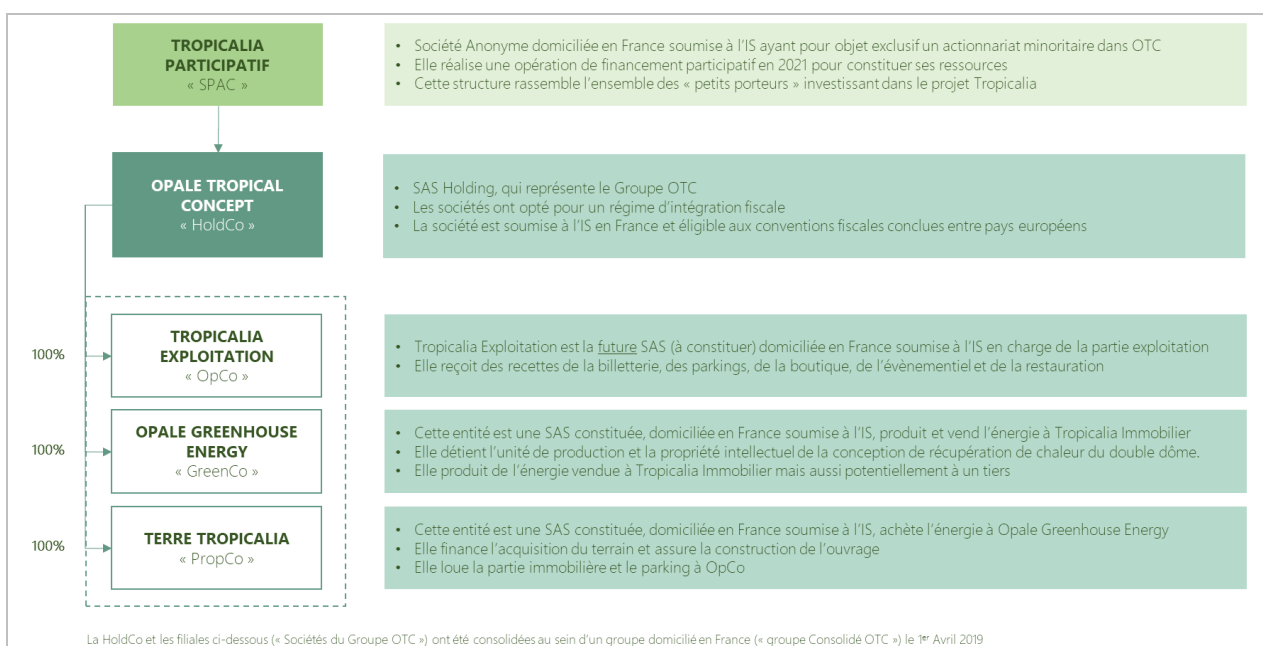 TROPICALIA
PARTICIPATIF
« SPAC »
• Société Anonyme domiciliée en France soumise à l'IS ayant pour objet exclusif un actionnariat minoritaire dans OTC
• Elle réalise une opération de financement participatif en 2021 pour constituer ses ressources
• Cette structure rassemble l'ensemble des « petits porteurs » investissant dans le projet Tropicalia
OPALE TROPICAL
CONCEPT
« HoldCo »
• SAS Holding, qui représente le Groupe OTC
• Les sociétés ont opté pour un régime d'intégration fiscale
• La société est soumise à l'IS en France et éligible aux conventions fiscales conclues entre pays européens
100%
TROPICALIA
EXPLOITATION
« OpCo »
• Tropicalia Exploitation est la future SAS (à constituer) domiciliée en France soumise à l'IS en charge de la partie exploitation
• Elle reçoit des recettes de la billetterie, des parkings, de la boutique, de l'évènementiel et de la restauration
100%
OPALE GREENHOUSE
ENERGY
« GreenCo »
• Cette entité est une SAS constituée, domiciliée en France soumise à l'IS, produit et vend l'énergie à Tropicalia Immobilier
• Elle détient l'unité de production et la propriété intellectuel de la conception de récupération de chaleur du double dôme.
• Elle produit de l'énergie vendue à Tropicalia Immobilier mais aussi potentiellement à un tiers
100%
TERRE TROPICALIA
« PropCo »
• Cette entité est une SAS constituée, domiciliée en France soumise à l'IS, achète l'énergie à Opale Greenhouse Energy
• Elle finance l'acquisition du terrain et assure la construction de l'ouvrage
• Elle loue la partie immobilière et le parking à OpCo
La HoldCo et les filiales ci-dessous (« Sociétés du Groupe OTC ») ont été consolidées au sein d'un groupe domicilié en France (« groupe Consolidé OTC ») le 1er Avril 2019